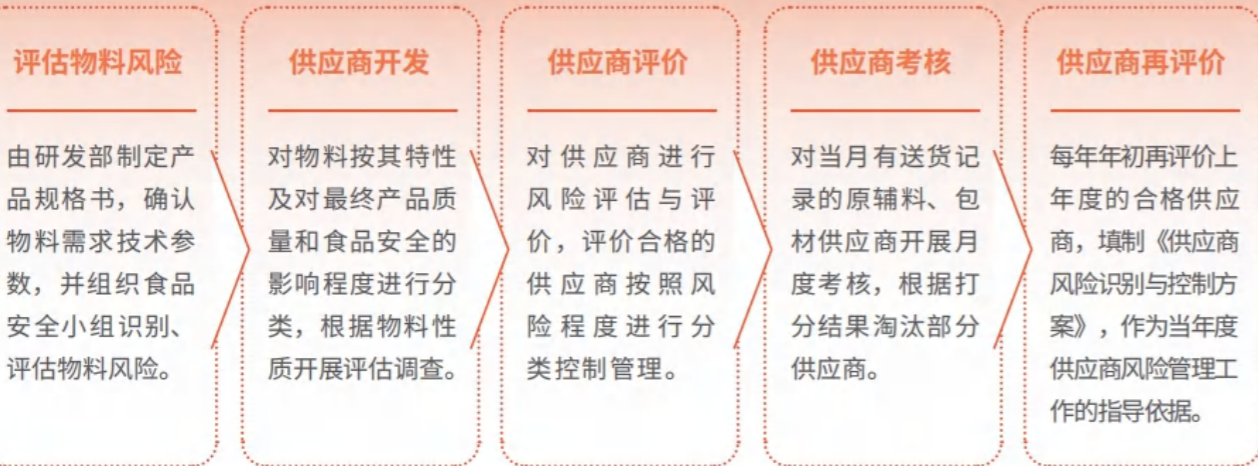 评估物料风险
由研发部制定产
品规格书，确认
物料需求技术参
数，并组织食品
安全小组识别、
评估物料风险。
供应商开发
对物料按其特性
及对最终产品质
量和食品安全的
影响程度进行分
类，根据物料性
质开展评估调查。
供应商评价
对供应商进行
风险评估与评
价，评价合格的
供应商按照风
险程度进行分
类控制管理。
供应商考核
对当月有送货记
录的原辅料、包
材供应商开展月
度考核，根据打
分结果淘汰部分
供应商。
供应商再评价
每年年初再评价上
年度的合格供应
商，填制《供应商
风险识别与控制方
案》，作为当年度
供应商风险管理工
作的指导依据。